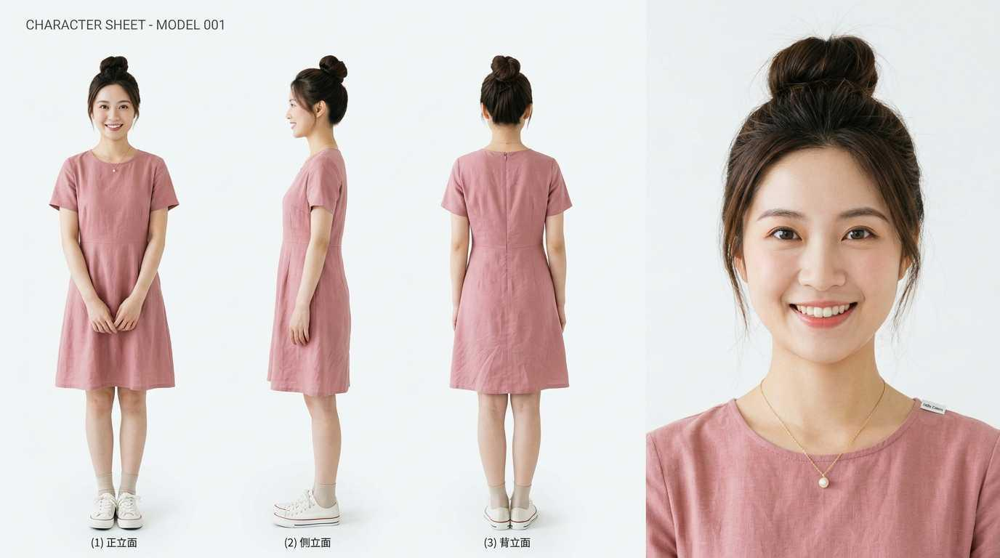 CHARACTER SHEET - MODEL 001
(1) 正立面
(2) 側立面
(3) 背立面